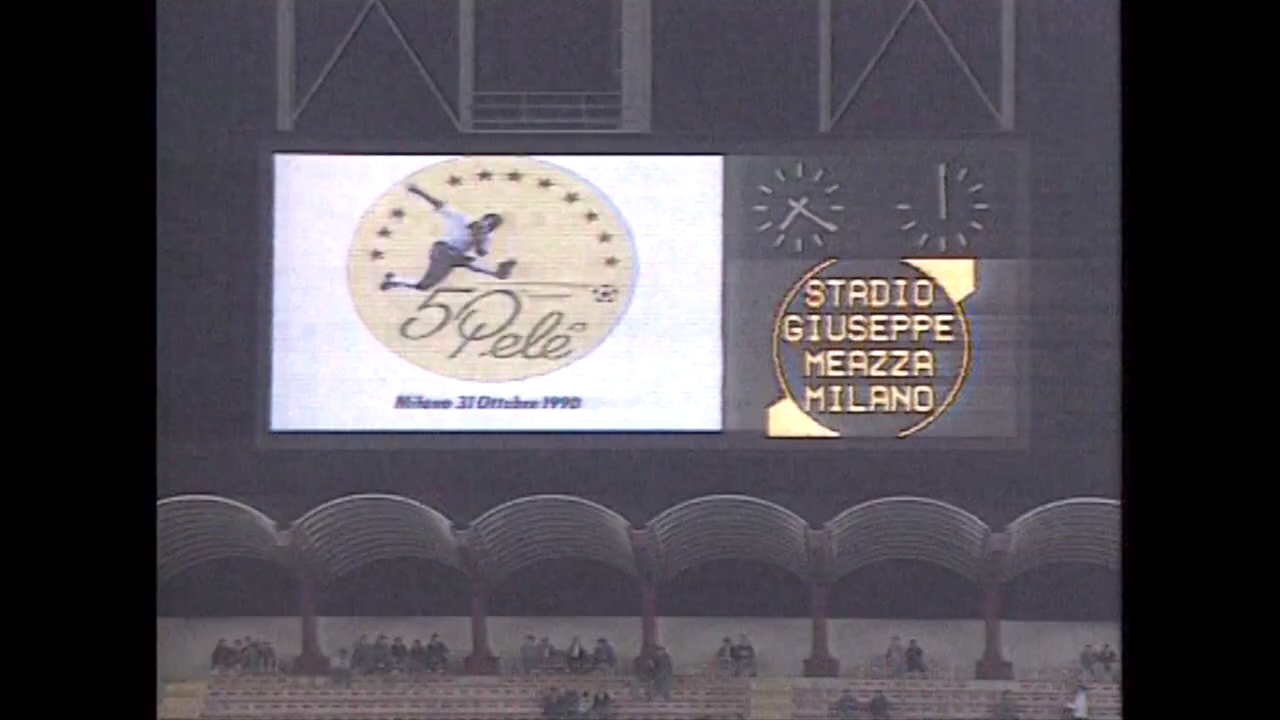 50 Pelé
Milano 31 Ottobre 1990
STADIO
GIUSEPPE
MEAZZA
MILANO